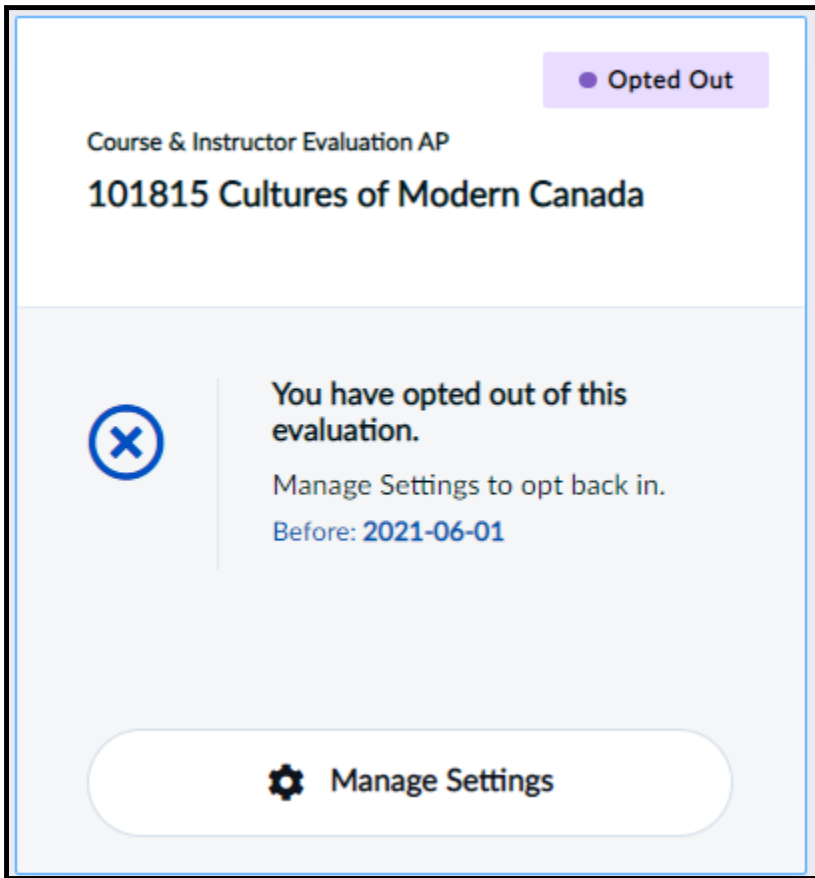 Opted Out
Course & Instructor Evaluation AP
101815 Cultures of Modern Canada
You have opted out of this
evaluation.
Manage Settings to opt back in.
Before: 2021-06-01
Manage Settings